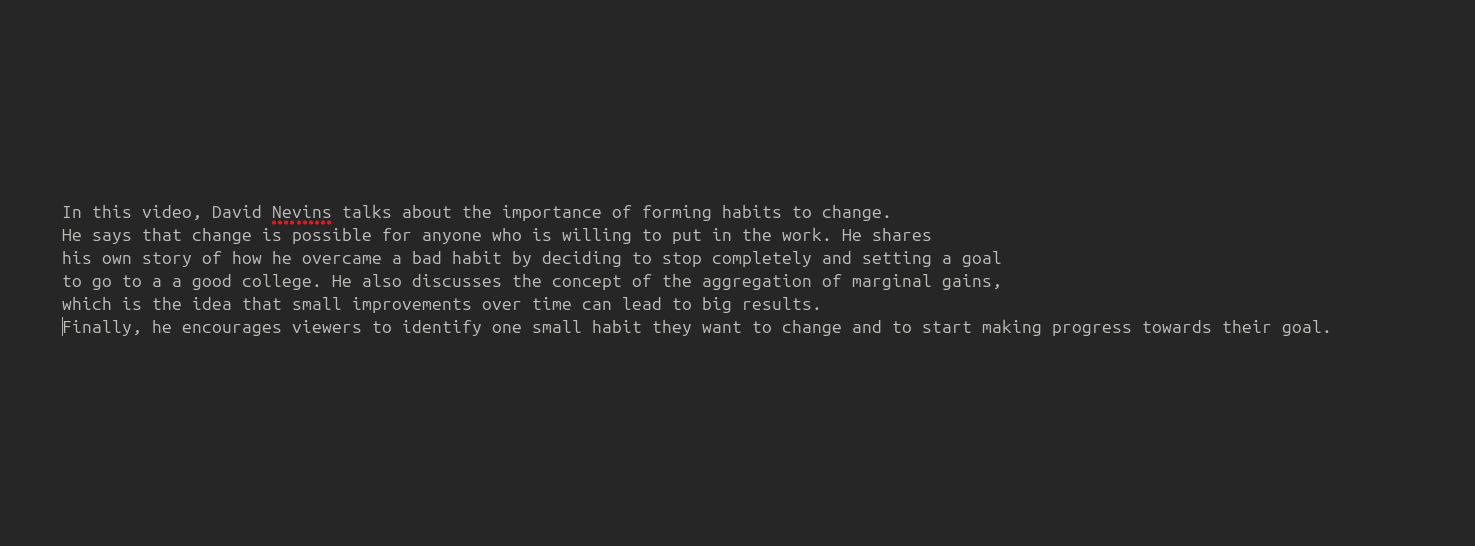 In this video, David Nevins talks about the importance of forming habits to change.
He says that change is possible for anyone who is willing to put in the work. He shares
his own story of how he overcame a bad habit by deciding to stop completely and setting a goal
to go to a a good college. He also discusses the concept of the aggregation of marginal gains,
which is the idea that small improvements over time can lead to big results.
Finally, he encourages viewers to identify one small habit they want to change and to start making progress towards their goal.